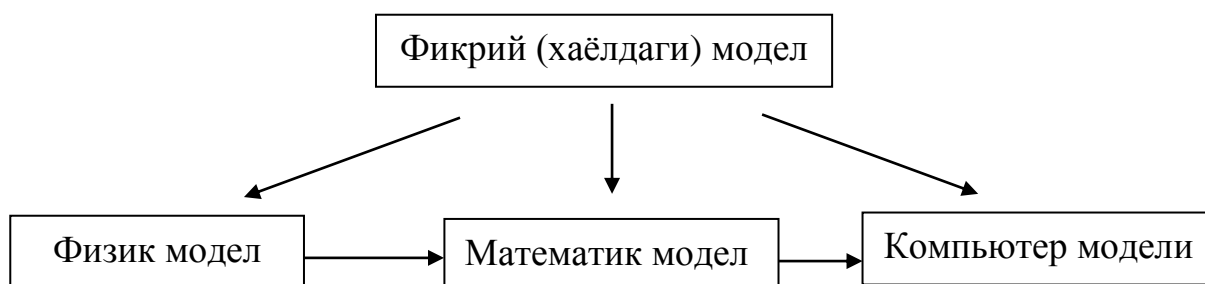 Фикрий (хаёлдаги) модел
Физик модел
Математик модел
Компьютер модели